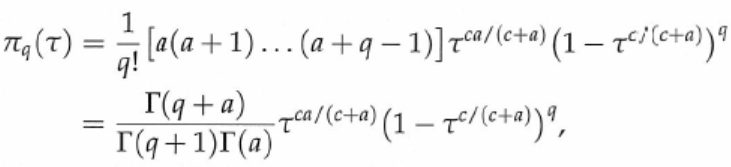 π_q(τ) = 1/q! [a(a + 1) … (a + q − 1)]τ^{ca/(c+a)}(1 − τ^{c/(c+a)})^q
= Γ(q + a)/Γ(q + 1)Γ(a) τ^{ca/(c+a)}(1 − τ^{c/(c+a)})^q,